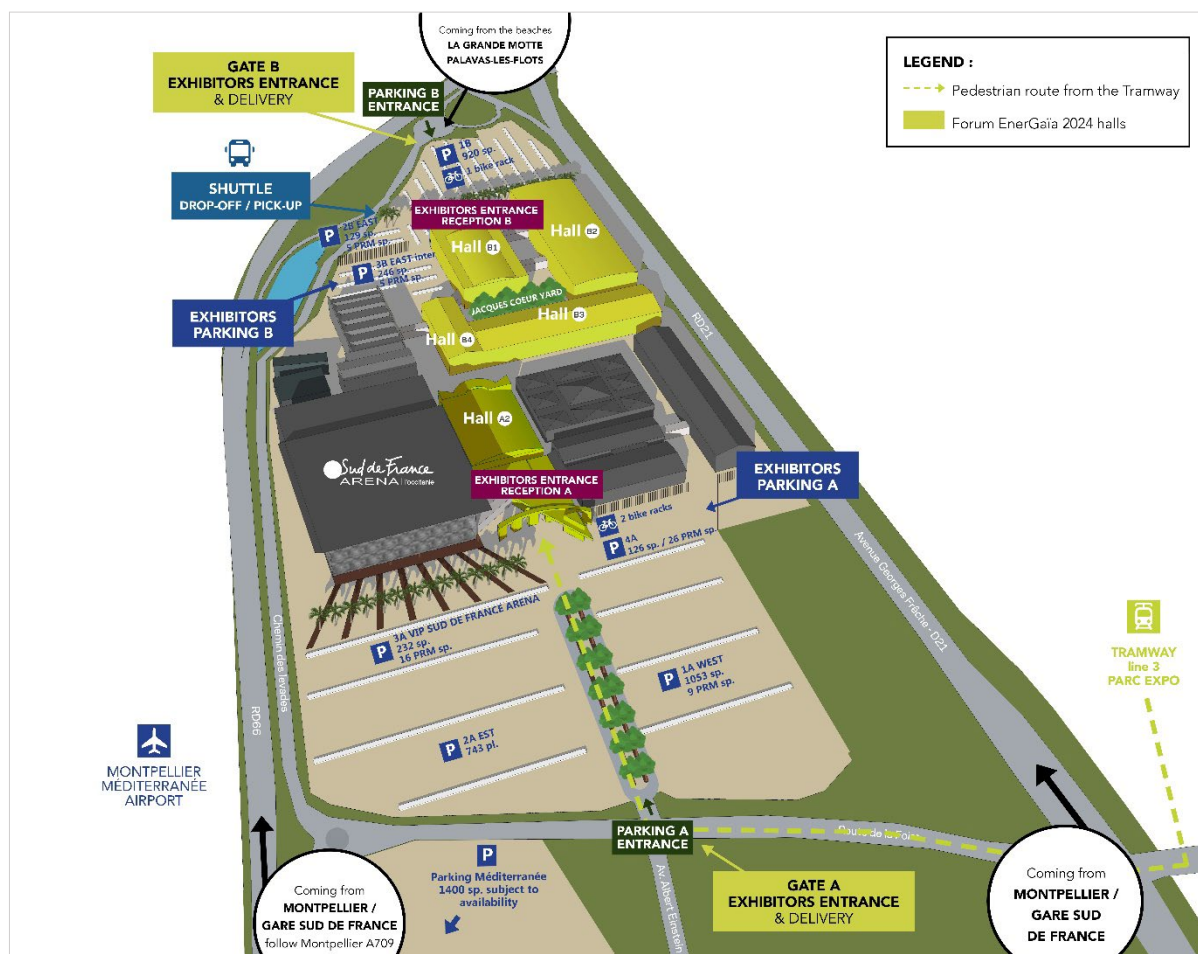 Coming from the beaches
LA GRANDE MOTTE
PALAVAS-LES-FLOTS
GATE B
EXHIBITORS ENTRANCE
& DELIVERY
PARKING B
ENTRANCE
LEGEND :
Pedestrian route from the Tramway
Forum EnerGaïa 2024 halls
P
1B
920 sp.
1 bike rack
SHUTTLE
DROP-OFF / PICK-UP
EXHIBITORS ENTRANCE
RECEPTION B
P
2B EAST
129 sp.
5 PRM sp.
Hall B1
Hall B2
P
3B EAST inter
246 sp.
5 PRM sp.
JACQUES COEUR YARD
EXHIBITORS
PARKING B
Hall B3
Hall B4
RD21
Hall A2
Sud de France
ARENA l'occitanie
EXHIBITORS ENTRANCE
RECEPTION A
EXHIBITORS
PARKING A
2 bike racks
P
4A
126 sp. / 26 PRM sp.
Avenue Georges Frêche - D21
P
3A VIP SUD DE FRANCE ARENA
232 sp.
16 PRM sp.
P
1A WEST
1053 sp.
9 PRM sp.
Chemin des levades
RD66
TRAMWAY
line 3
PARC EXPO
P
2A EST
743 pl.
MONTPELLIER
MÉDITERRANÉE
AIRPORT
PARKING A
ENTRANCE
Route de la Foire
P
Parking Méditerranée
1400 sp. subject to
availability
Av. Albert Einstein
GATE A
EXHIBITORS ENTRANCE
& DELIVERY
Coming from
MONTPELLIER /
GARE SUD DE FRANCE
follow Montpellier A709
Coming from
MONTPELLIER /
GARE SUD
DE FRANCE